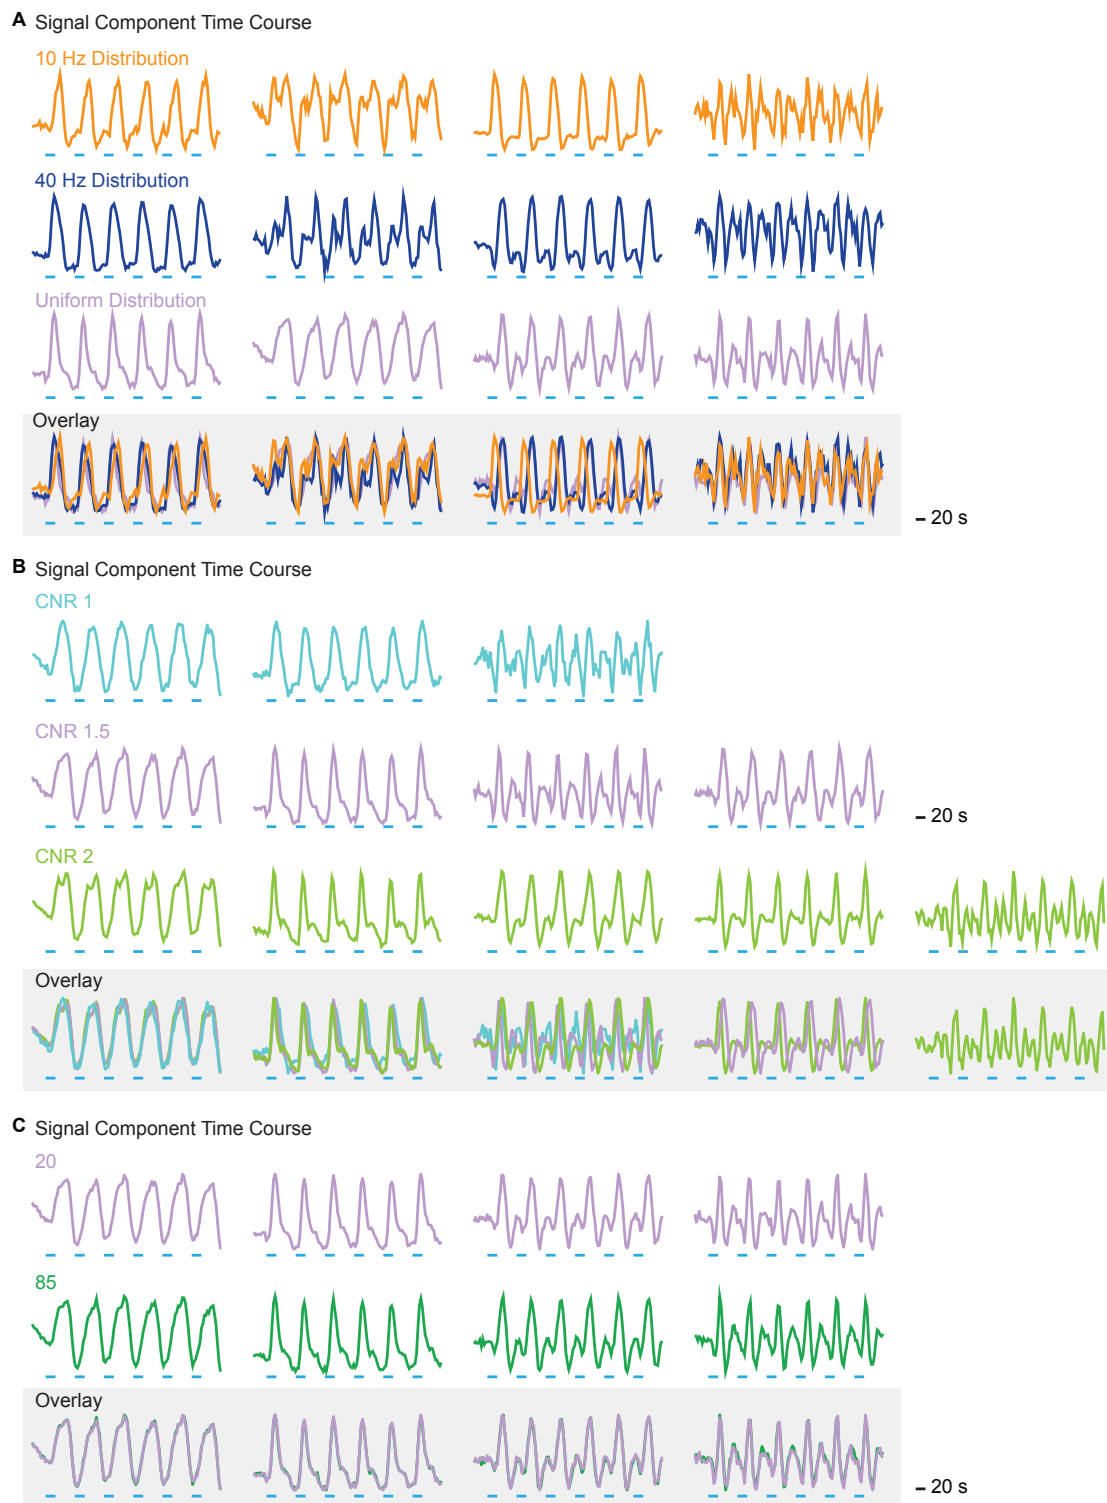 A Signal Component Time Course
10 Hz Distribution
40 Hz Distribution
Uniform Distribution
Overlay
20 s
B Signal Component Time Course
CNR 1
CNR 1.5
20 s
CNR 2
Overlay
C Signal Component Time Course
20
85
Overlay
20 s